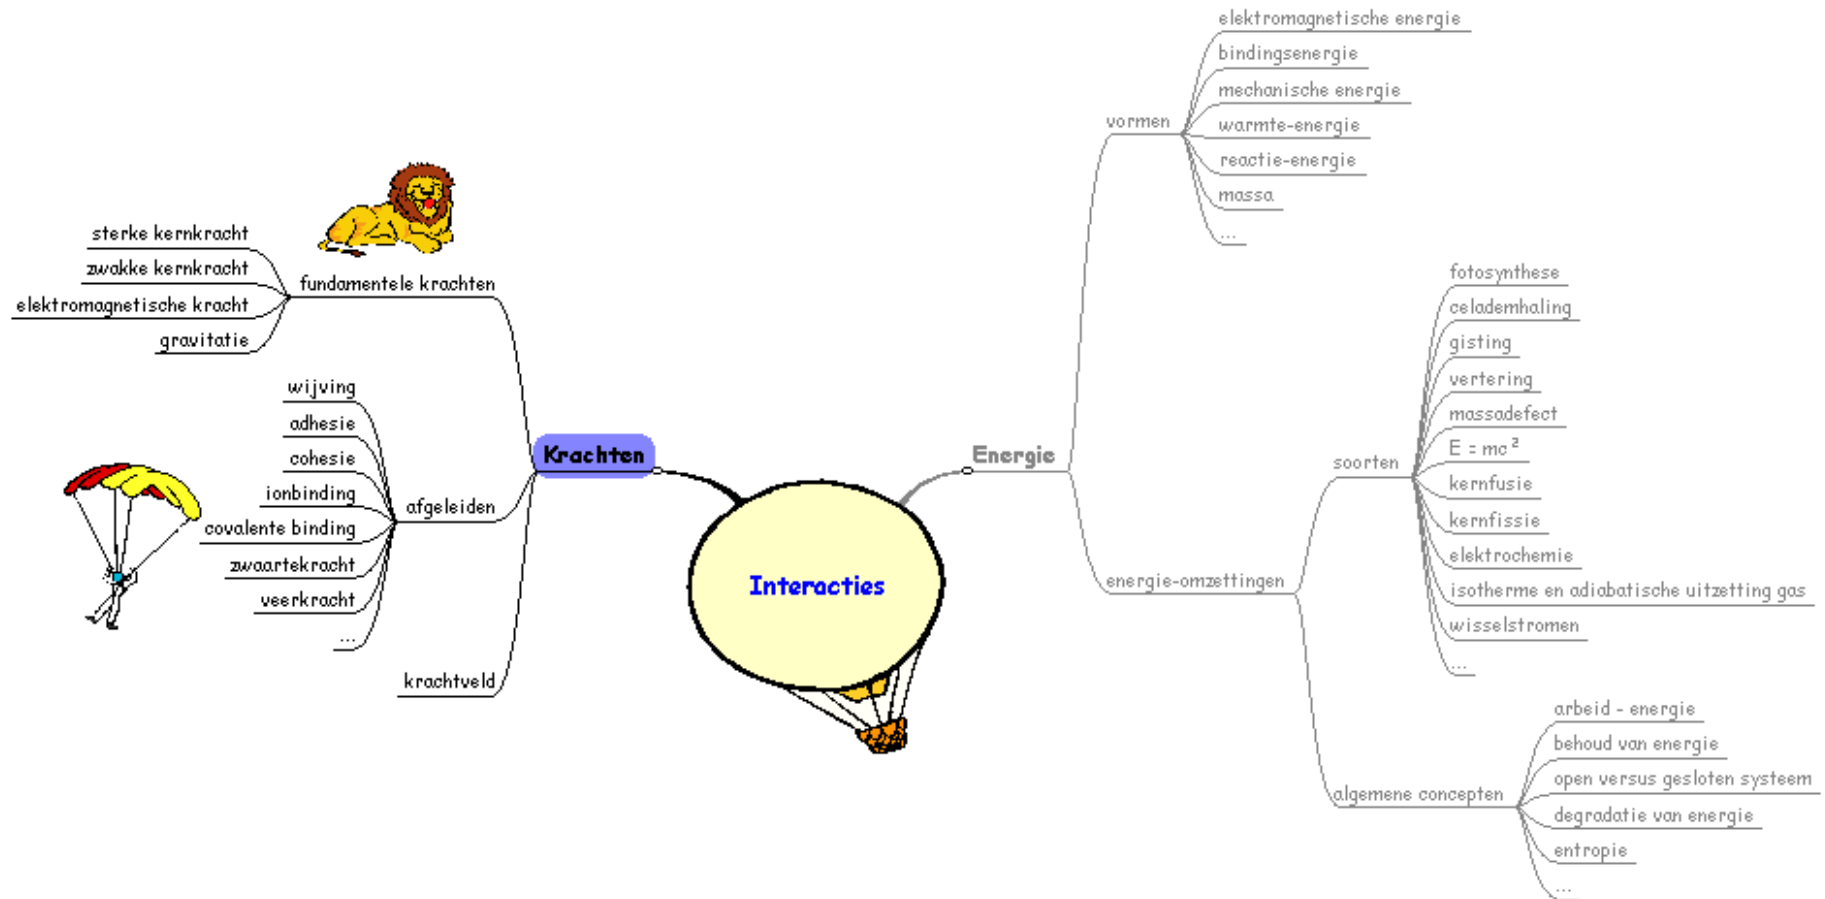 Interacties
Krachten
fundamentele krachten
sterke kernkracht
zwakke kernkracht
elektromagnetische kracht
gravitatie
afgeleiden
wijving
adhesie
cohesie
ionbinding
covalente binding
zwaartekracht
veerkracht
...
krachtveld
Energie
vormen
elektromagnetische energie
bindingsenergie
mechanische energie
warmte-energie
reactie-energie
massa
...
energie-omzettingen
soorten
fotosynthese
celademhaling
gisting
vertering
massadefect
E = mc²
kernfusie
kernfissie
elektrochemie
isotherme en adiabatische uitzetting gas
wisselstromen
...
algemene concepten
arbeid - energie
behoud van energie
open versus gesloten systeem
degradatie van energie
entropie
...